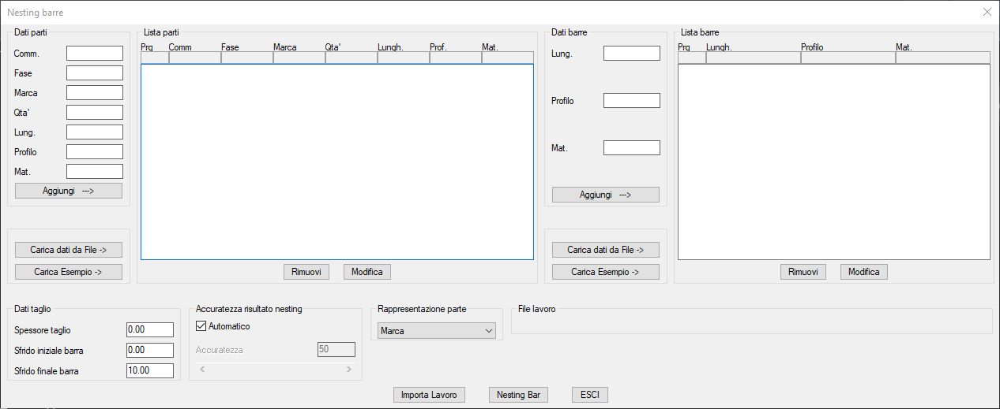 Nesting barre
Dati parti
Comm.
Fase
Marca
Qta'
Lung.
Profilo
Mat.
Aggiungi --->
Carica dati da File ->
Carica Esempio ->
Lista parti
Prg Comm Fase Marca Qta' Lungh. Prof. Mat.
Rimuovi Modifica
Dati barre
Lung.
Profilo
Mat.
Aggiungi --->
Carica dati da File ->
Carica Esempio ->
Lista barre
Prg Lungh. Profilo Mat.
Rimuovi Modifica
Dati taglio
Spessore taglio 0.00
Sfrido iniziale barra 0.00
Sfrido finale barra 10.00
Accuratezza risultato nesting
Automatico
Accuratezza 50
Rappresentazione parte
Marca
File lavoro
Importa Lavoro Nesting Bar ESCI